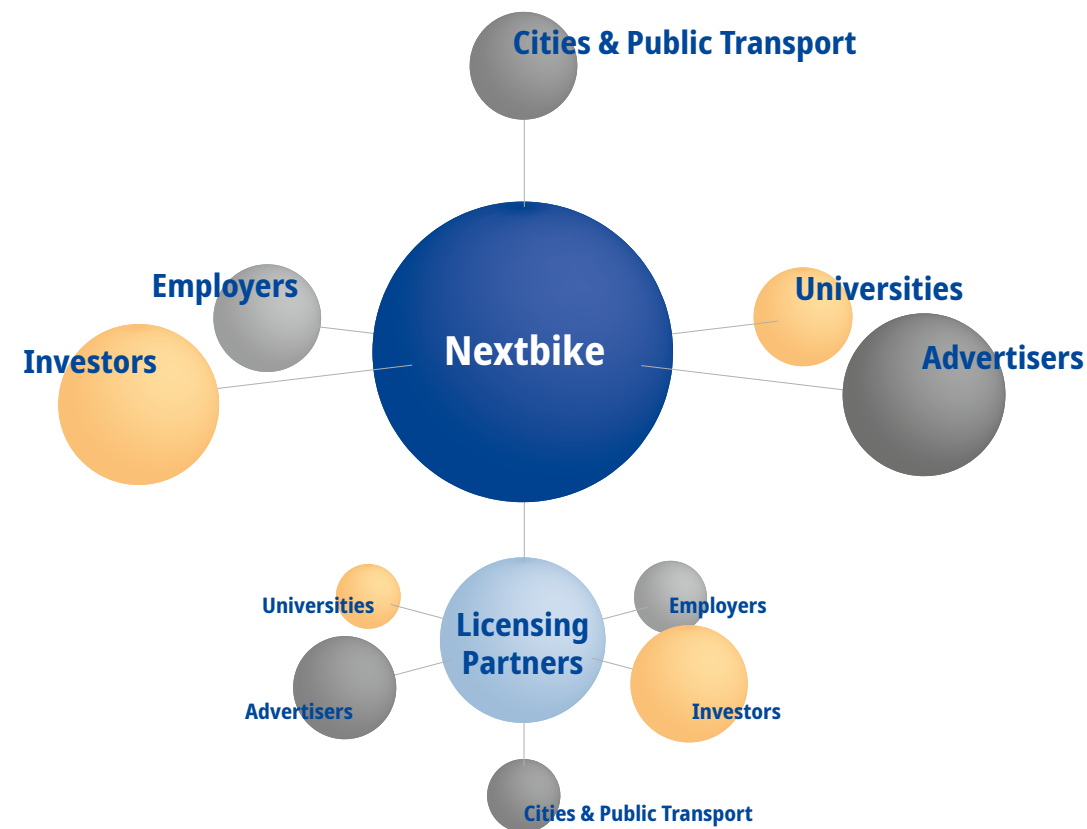 Cities & Public Transport
Employers
Universities
Investors
Nextbike
Advertisers
Universities
Licensing
Partners
Employers
Advertisers
Investors
Cities & Public Transport